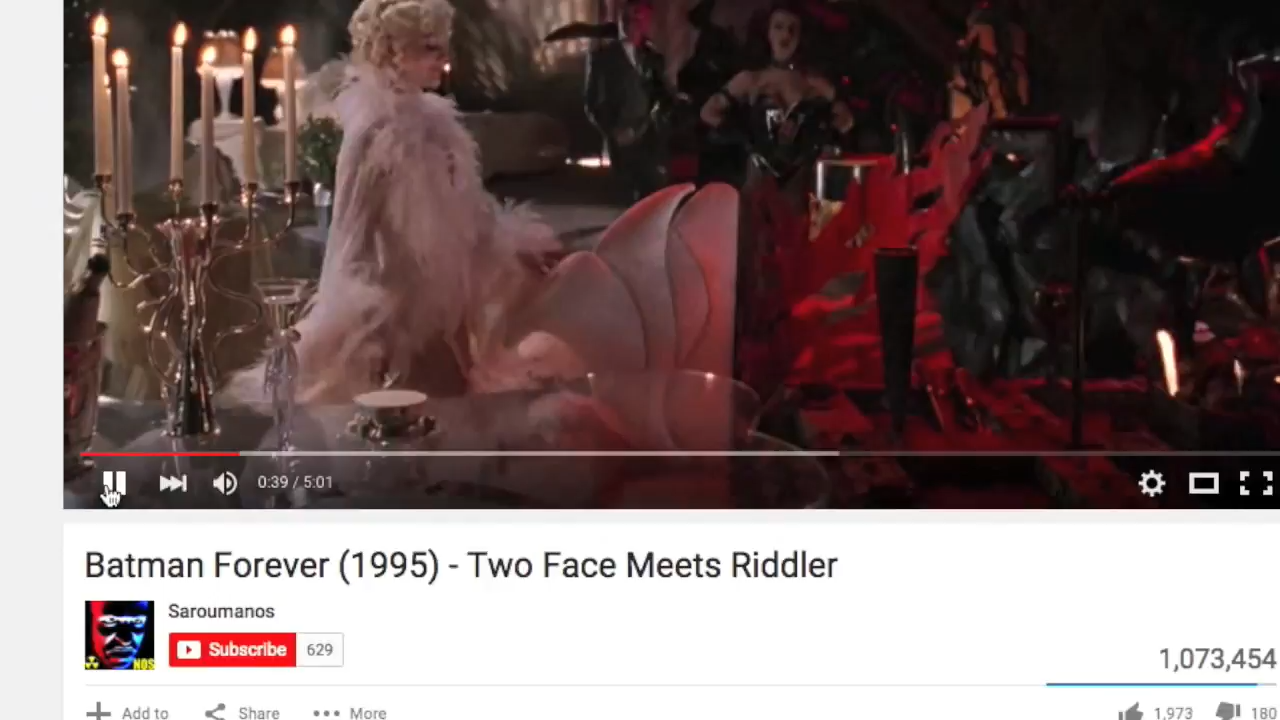 0:39 / 5:01
Batman Forever (1995) - Two Face Meets Riddler
Saroumanos
NOS
Subscribe 629
1,073,454
Add to Share More 1,973 180